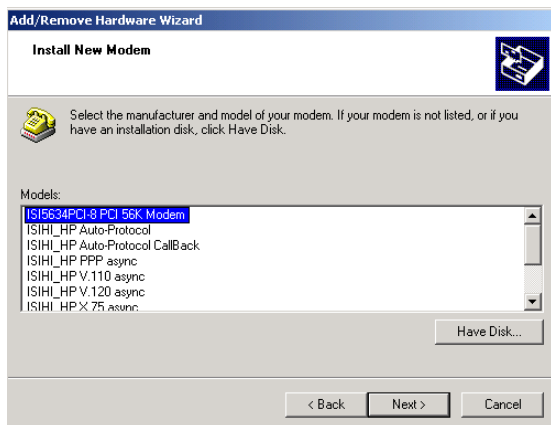 Add/Remove Hardware Wizard
Install New Modem
Select the manufacturer and model of your modem. If your modem is not listed, or if you
have an installation disk, click Have Disk.
Models:
ISI5634PCI-8 PCI 56K Modem
ISIHI_HP Auto-Protocol
ISIHI_HP Auto-Protocol CallBack
ISIHI_HP PPP async
ISIHI_HP V.110 async
ISIHI_HP V.120 async
ISIHI_HP X.75 async
Have Disk...
< Back
Next >
Cancel